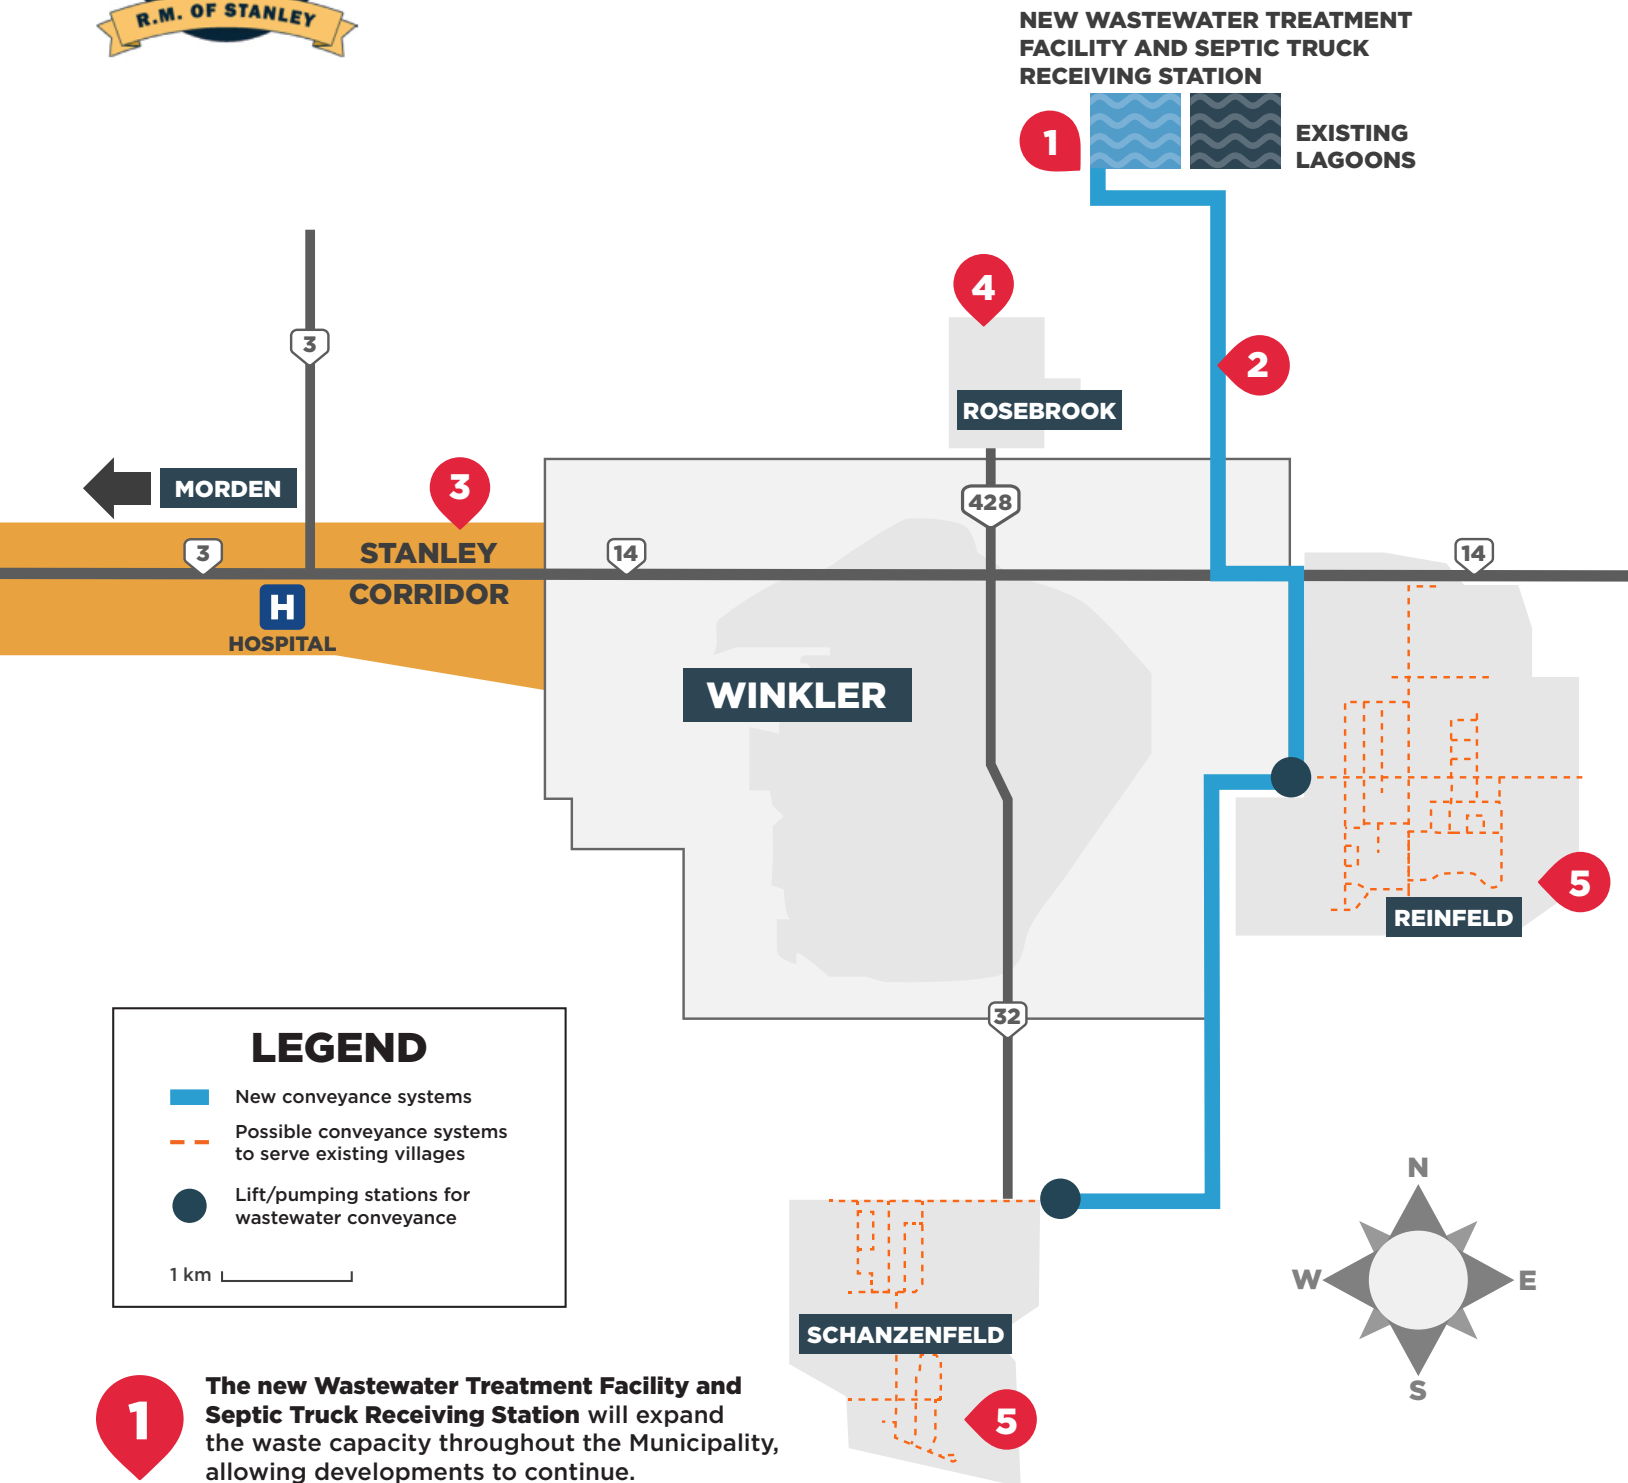 R.M. OF STANLEY
NEW WASTEWATER TREATMENT
FACILITY AND SEPTIC TRUCK
RECEIVING STATION
1
EXISTING
LAGOONS
4
3
2
ROSEBROOK
MORDEN
3
428
3
STANLEY
14
14
CORRIDOR
H
HOSPITAL
WINKLER
5
REINFELD
32
LEGEND
New conveyance systems
Possible conveyance systems
to serve existing villages
Lift/pumping stations for
wastewater conveyance
1 km
N
W
E
S
SCHANZENFELD
5
1
The new Wastewater Treatment Facility and
Septic Truck Receiving Station will expand
the waste capacity throughout the Municipality,
allowing developments to continue.